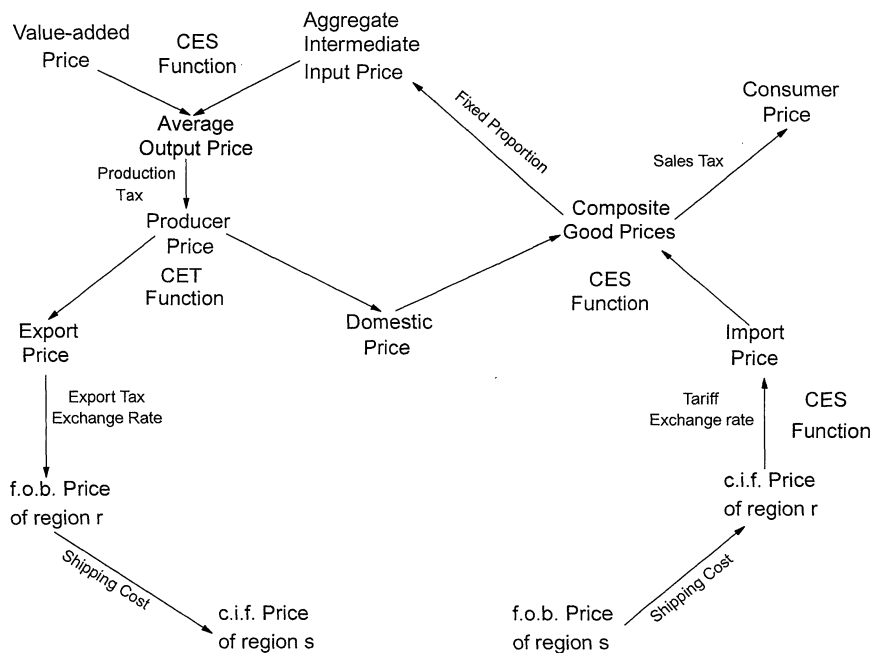 Value-added
Price
CES
Function
Aggregate
Intermediate
Input Price
Average
Output Price
Fixed Proportion
Consumer
Price
Production
Tax
Sales Tax
Producer
Price
Composite
Good Prices
CET
Function
CES
Function
Export
Price
Domestic
Price
Import
Price
Export Tax
Exchange Rate
Tariff
Exchange rate
CES
Function
f.o.b. Price
of region r
c.i.f. Price
of region r
Shipping Cost
c.i.f. Price
of region s
f.o.b. Price
of region s
Shipping Cost